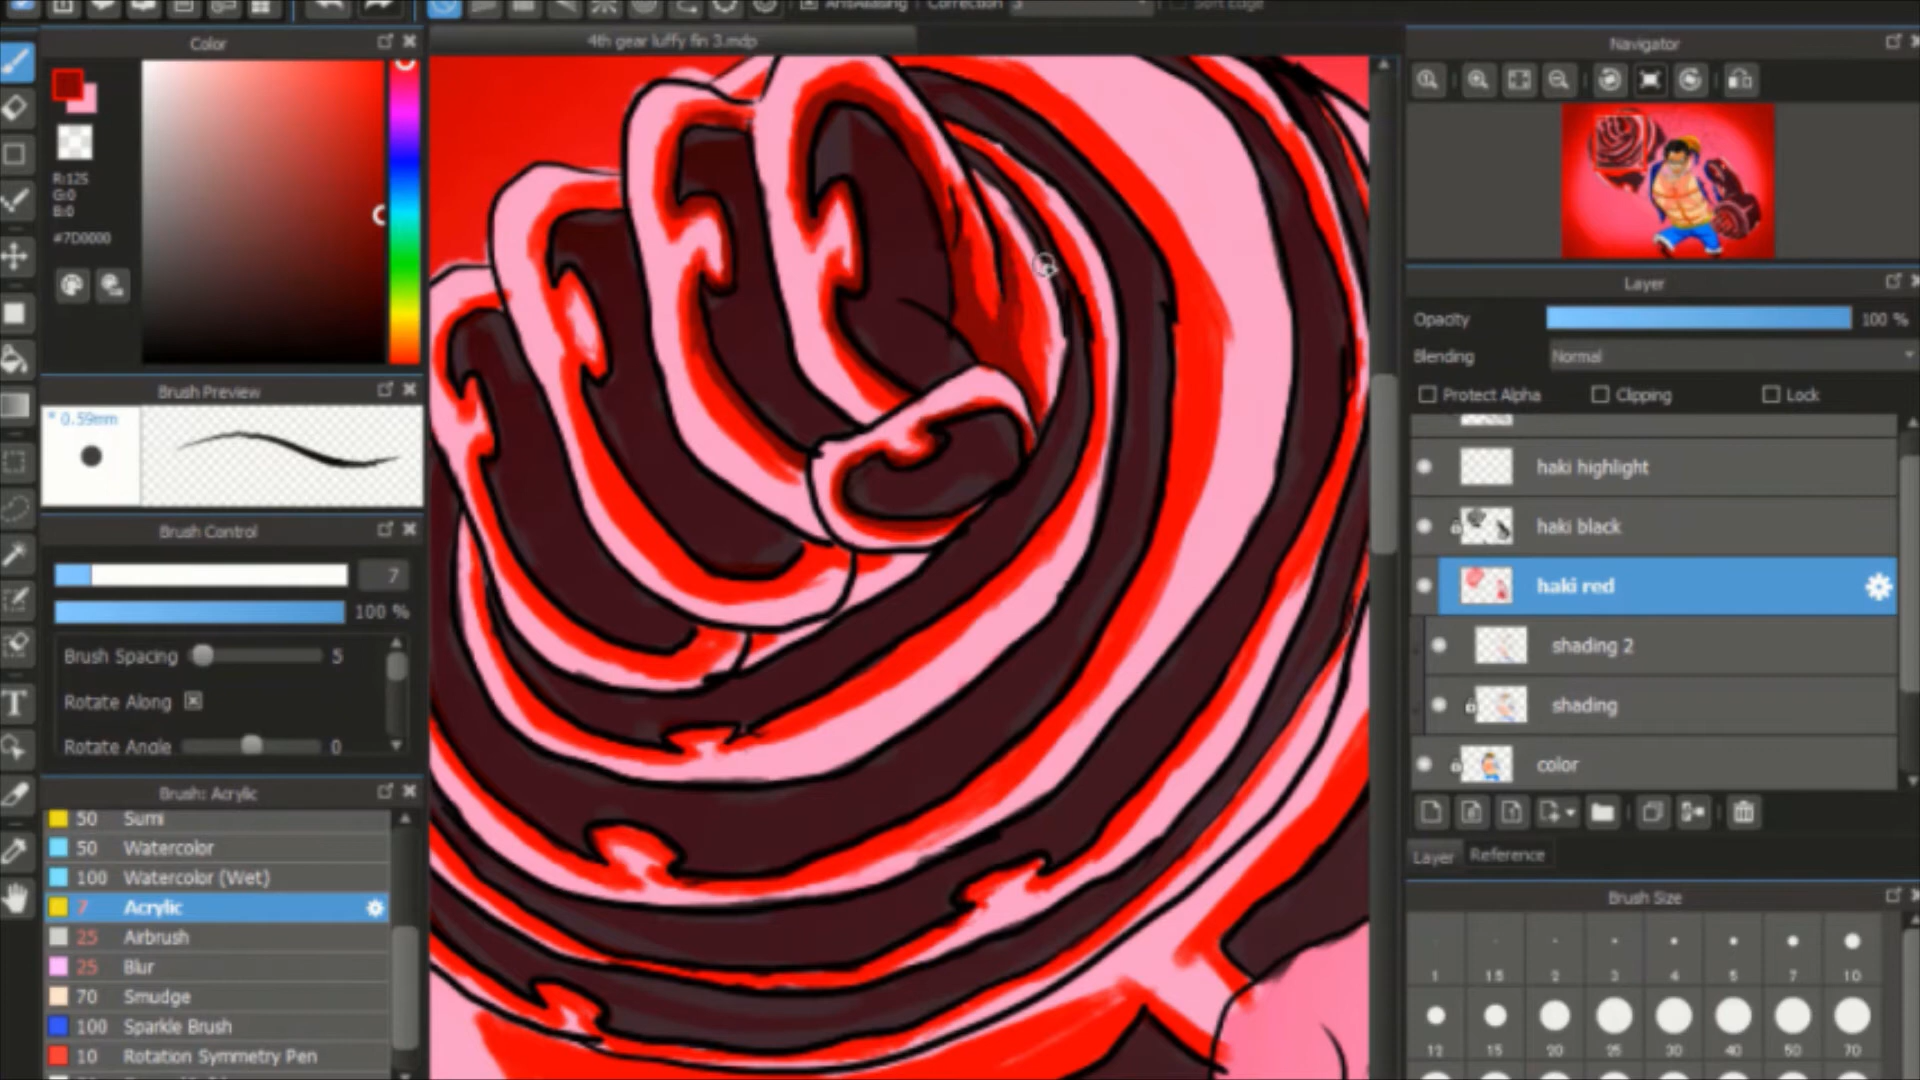 AntiAliasing
Correction
Soft Edge
Color
4th gear luffy fin 3.mdp
Navigator
R:125
G:0
B:0
#7D0000
Layer
Opacity
100 %
Blending
Normal
Protect Alpha
Clipping
Lock
Brush Preview
* 0.59mm
haki highlight
haki black
Brush Control
7
haki red
100 %
Brush Spacing
5
shading 2
Rotate Along
shading
Rotate Angle
0
color
Brush: Acrylic
50 Sumi
50 Watercolor
Layer
Reference
100 Watercolor (Wet)
7 Acrylic
Brush Size
25 Airbrush
25 Blur
1 1.5 2 3 4 5 7 10
70 Smudge
100 Sparkle Brush
10 Rotation Symmetry Pen
12 15 20 25 30 40 50 70